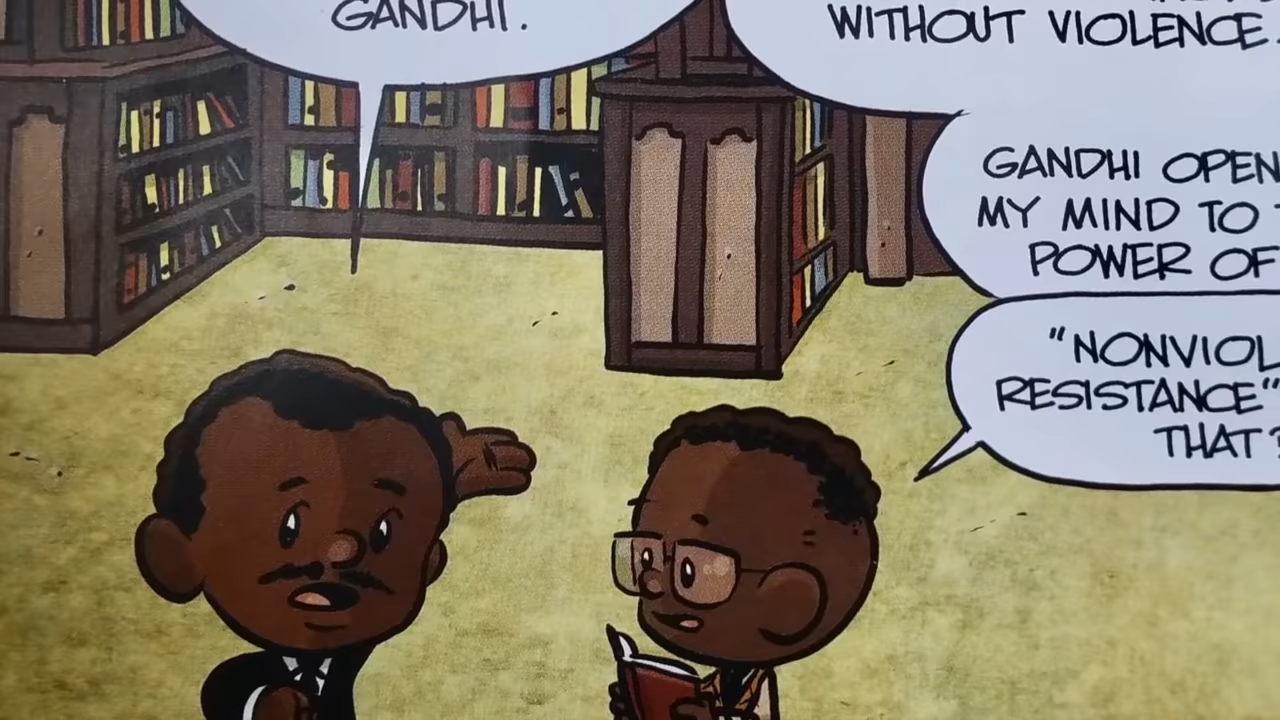 GANDHI.
WITHOUT VIOLENCE.
GANDHI OPEN
MY MIND TO
POWER OF
"NONVIOL
RESISTANCE"
THAT?